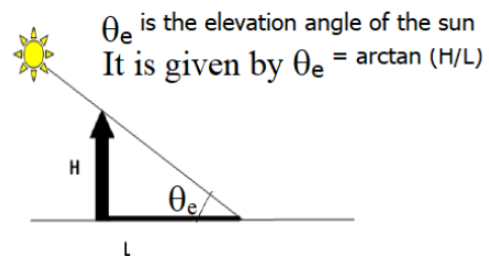 θe is the elevation angle of the sun
It is given by θe = arctan (H/L)
H
θe
L